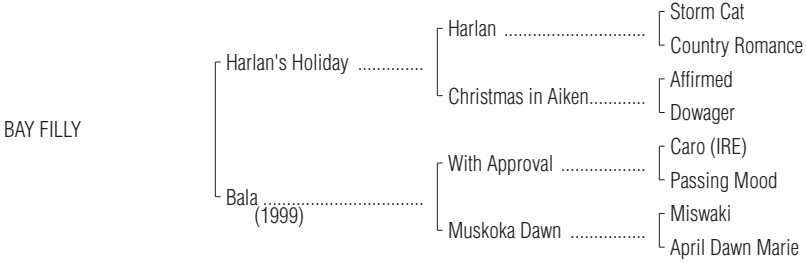 Storm Cat
Harlan ..............................
Country Romance
Harlan's Holiday ..............
Affirmed
Christmas in Aiken............
Dowager
BAY FILLY
Caro (IRE)
With Approval ..................
Passing Mood
Bala ..................................
(1999)
Miswaki
Muskoka Dawn ................
April Dawn Marie